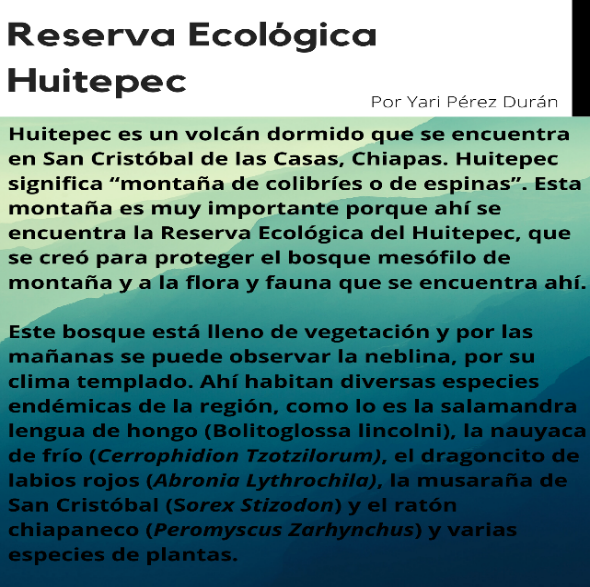 Reserva Ecológica
Huitepec
Por Yari Pérez Durán
Huitepec es un volcán dormido que se encuentra
en San Cristóbal de las Casas, Chiapas. Huitepec
significa “montaña de colibríes o de espinas”. Esta
montaña es muy importante porque ahí se
encuentra la Reserva Ecológica del Huitepec, que
se creó para proteger el bosque mesófilo de
montaña y a la flora y fauna que se encuentra ahí.
Este bosque está lleno de vegetación y por las
mañanas se puede observar la neblina, por su
clima templado. Ahí habitan diversas especies
endémicas de la región, como lo es la salamandra
lengua de hongo (Bolitoglossa lincolni), la nauyaca
de frío (Cerrophidion Tzotzilorum), el dragoncito de
labios rojos (Abronia Lythrochila), la musaraña de
San Cristóbal (Sorex Stizodon) y el ratón
chiapaneco (Peromyscus Zarhynchus) y varias
especies de plantas.